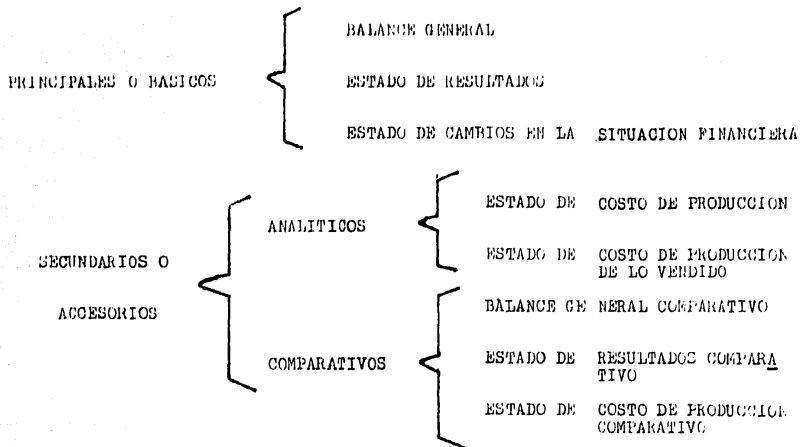 BALANCE GENERAL
PRINCIPALES O BASICOS
ESTADO DE RESULTADOS
ESTADO DE CAMBIOS EN LA SITUACION FINANCIERA
SECUNDARIOS O
ACCESORIOS
ANALITICOS
ESTADO DE COSTO DE PRODUCCION
ESTADO DE COSTO DE PRODUCCION
DE LO VENDIDO
COMPARATIVOS
BALANCE GE NERAL COMPARATIVO
ESTADO DE RESULTADOS COMPARA
TIVO
ESTADO DE COSTO DE PRODUCCION
COMPARATIVO